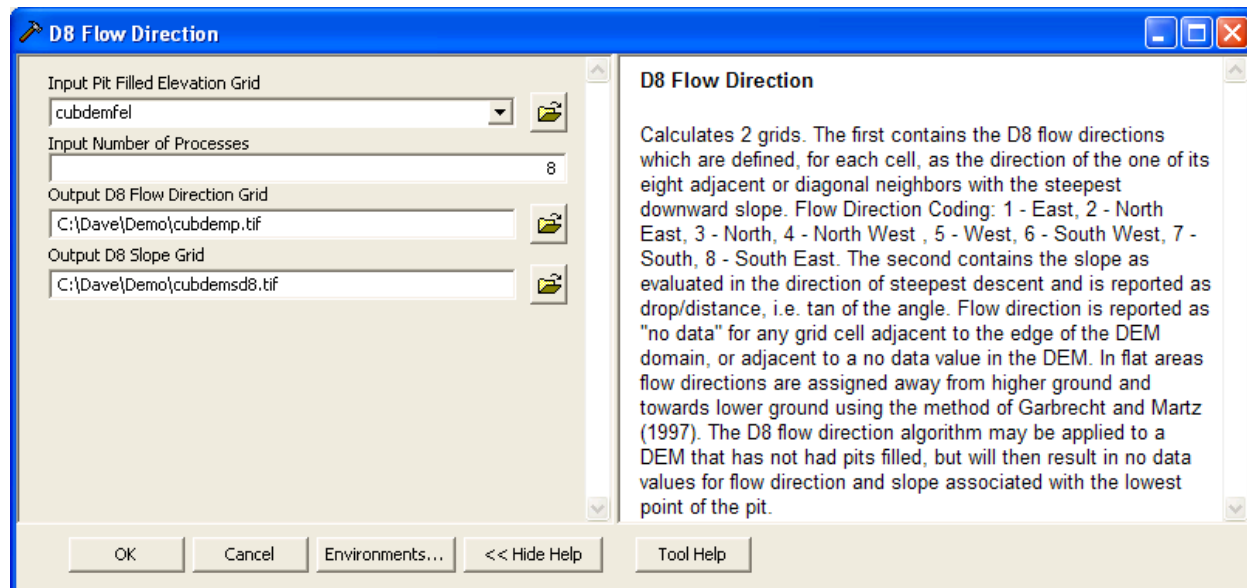 D8 Flow Direction
Input Pit Filled Elevation Grid
cubdemfel
Input Number of Processes
8
Output D8 Flow Direction Grid
C:\Dave\Demo\cubdemp.tif
Output D8 Slope Grid
C:\Dave\Demo\cubdemsd8.tif
D8 Flow Direction
Calculates 2 grids. The first contains the D8 flow directions
which are defined, for each cell, as the direction of the one of its
eight adjacent or diagonal neighbors with the steepest
downward slope. Flow Direction Coding: 1 - East, 2 - North
East, 3 - North, 4 - North West , 5 - West, 6 - South West, 7 -
South, 8 - South East. The second contains the slope as
evaluated in the direction of steepest descent and is reported as
drop/distance, i.e. tan of the angle. Flow direction is reported as
"no data" for any grid cell adjacent to the edge of the DEM
domain, or adjacent to a no data value in the DEM. In flat areas
flow directions are assigned away from higher ground and
towards lower ground using the method of Garbrecht and Martz
(1997). The D8 flow direction algorithm may be applied to a
DEM that has not had pits filled, but will then result in no data
values for flow direction and slope associated with the lowest
point of the pit.
OK Cancel Environments... << Hide Help Tool Help